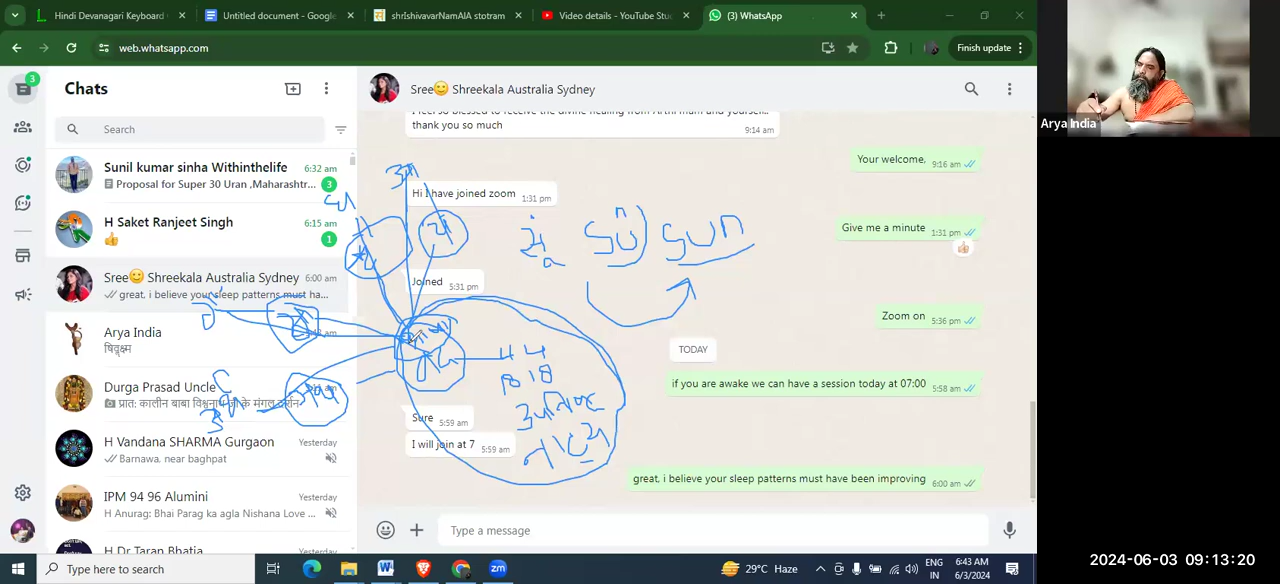 Hindi Devanagari Keyboard
Untitled document - Google
shrIshivavarNamAlA stotram
Video details - YouTube Stu
(3) WhatsApp
web.whatsapp.com
Finish update
3
Chats
Search
Sunil kumar sinha Withinthelife
6:32 am
Proposal for Super 30 Uran ,Maharashtr...
3
H Saket Ranjeet Singh
6:15 am
1
Sree Shreekala Australia Sydney
6:00 am
great, i believe your sleep patterns must ha...
Arya India
षिवृक्ष्म
Durga Prasad Uncle
प्रात: कालीन बाबा विश्वनाथ
H Vandana SHARMA Gurgaon
Yesterday
Barnawa, near baghpat
IPM 94 96 Alumini
Yesterday
H Anurag: Bhai Parag ka agla Nishana Love ...
H Dr Taran Bhatia
Sree Shreekala Australia Sydney
thank you so much
9:14 am
Your welcome,
9:16 am
Hi I have joined zoom
1:31 pm
Give me a minute
1:31 pm
Joined
5:31 pm
Zoom on
5:36 pm
TODAY
if you are awake we can have a session today at 07:00
5:58 am
Sure
5:59 am
I will join at 7
5:59 am
great, i believe your sleep patterns must have been improving
6:00 am
Type a message
sun
Arya India
Type here to search
zm
29°C Haze
ENG
IN
6:43 AM
6/3/2024
2024-06-03 09:13:20